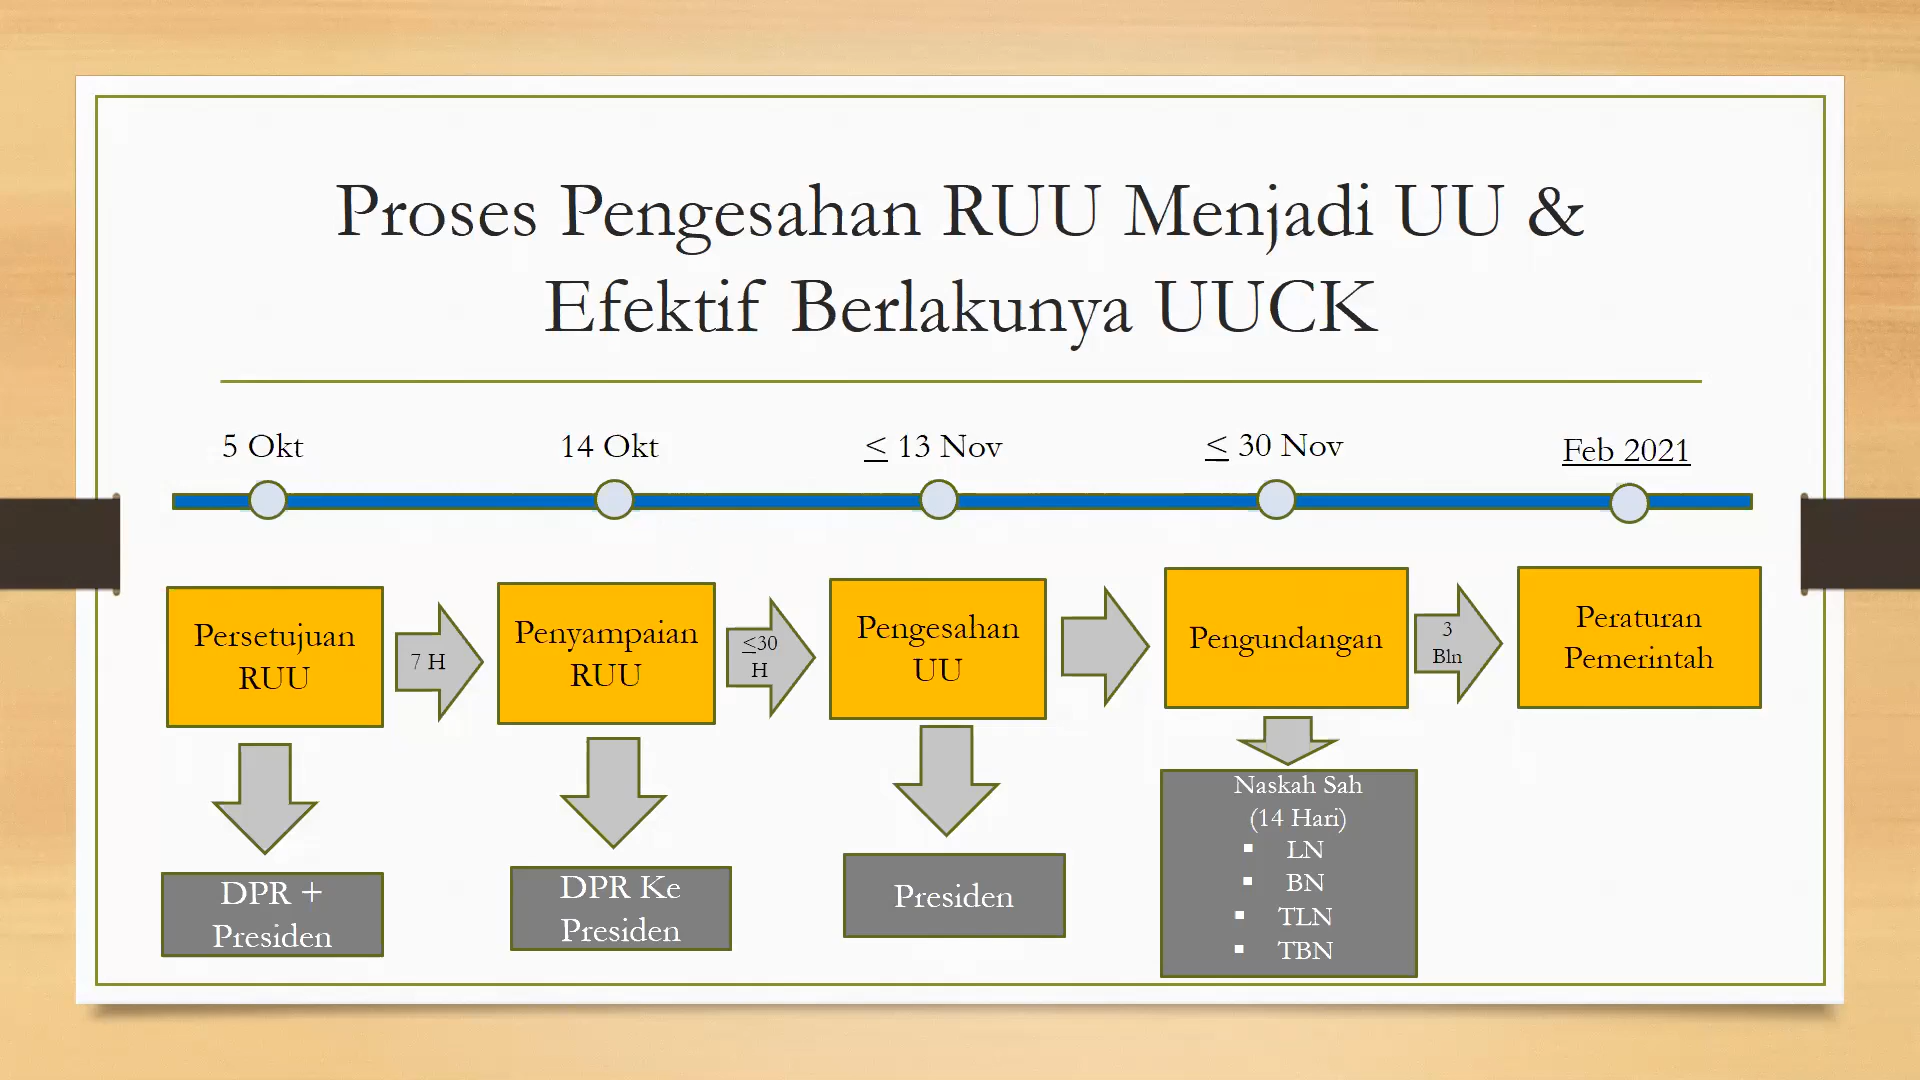 Proses Pengesahan RUU Menjadi UU &
Efektif Berlakunya UUCK
5 Okt
14 Okt
≤ 13 Nov
≤ 30 Nov
Feb 2021
Persetujuan
RUU
7 H
Penyampaian
RUU
≤30
H
Pengesahan
UU
Pengundangan
3
Bln
Peraturan
Pemerintah
DPR +
Presiden
DPR Ke
Presiden
Presiden
Naskah Sah
(14 Hari)
▪ LN
▪ BN
▪ TLN
▪ TBN